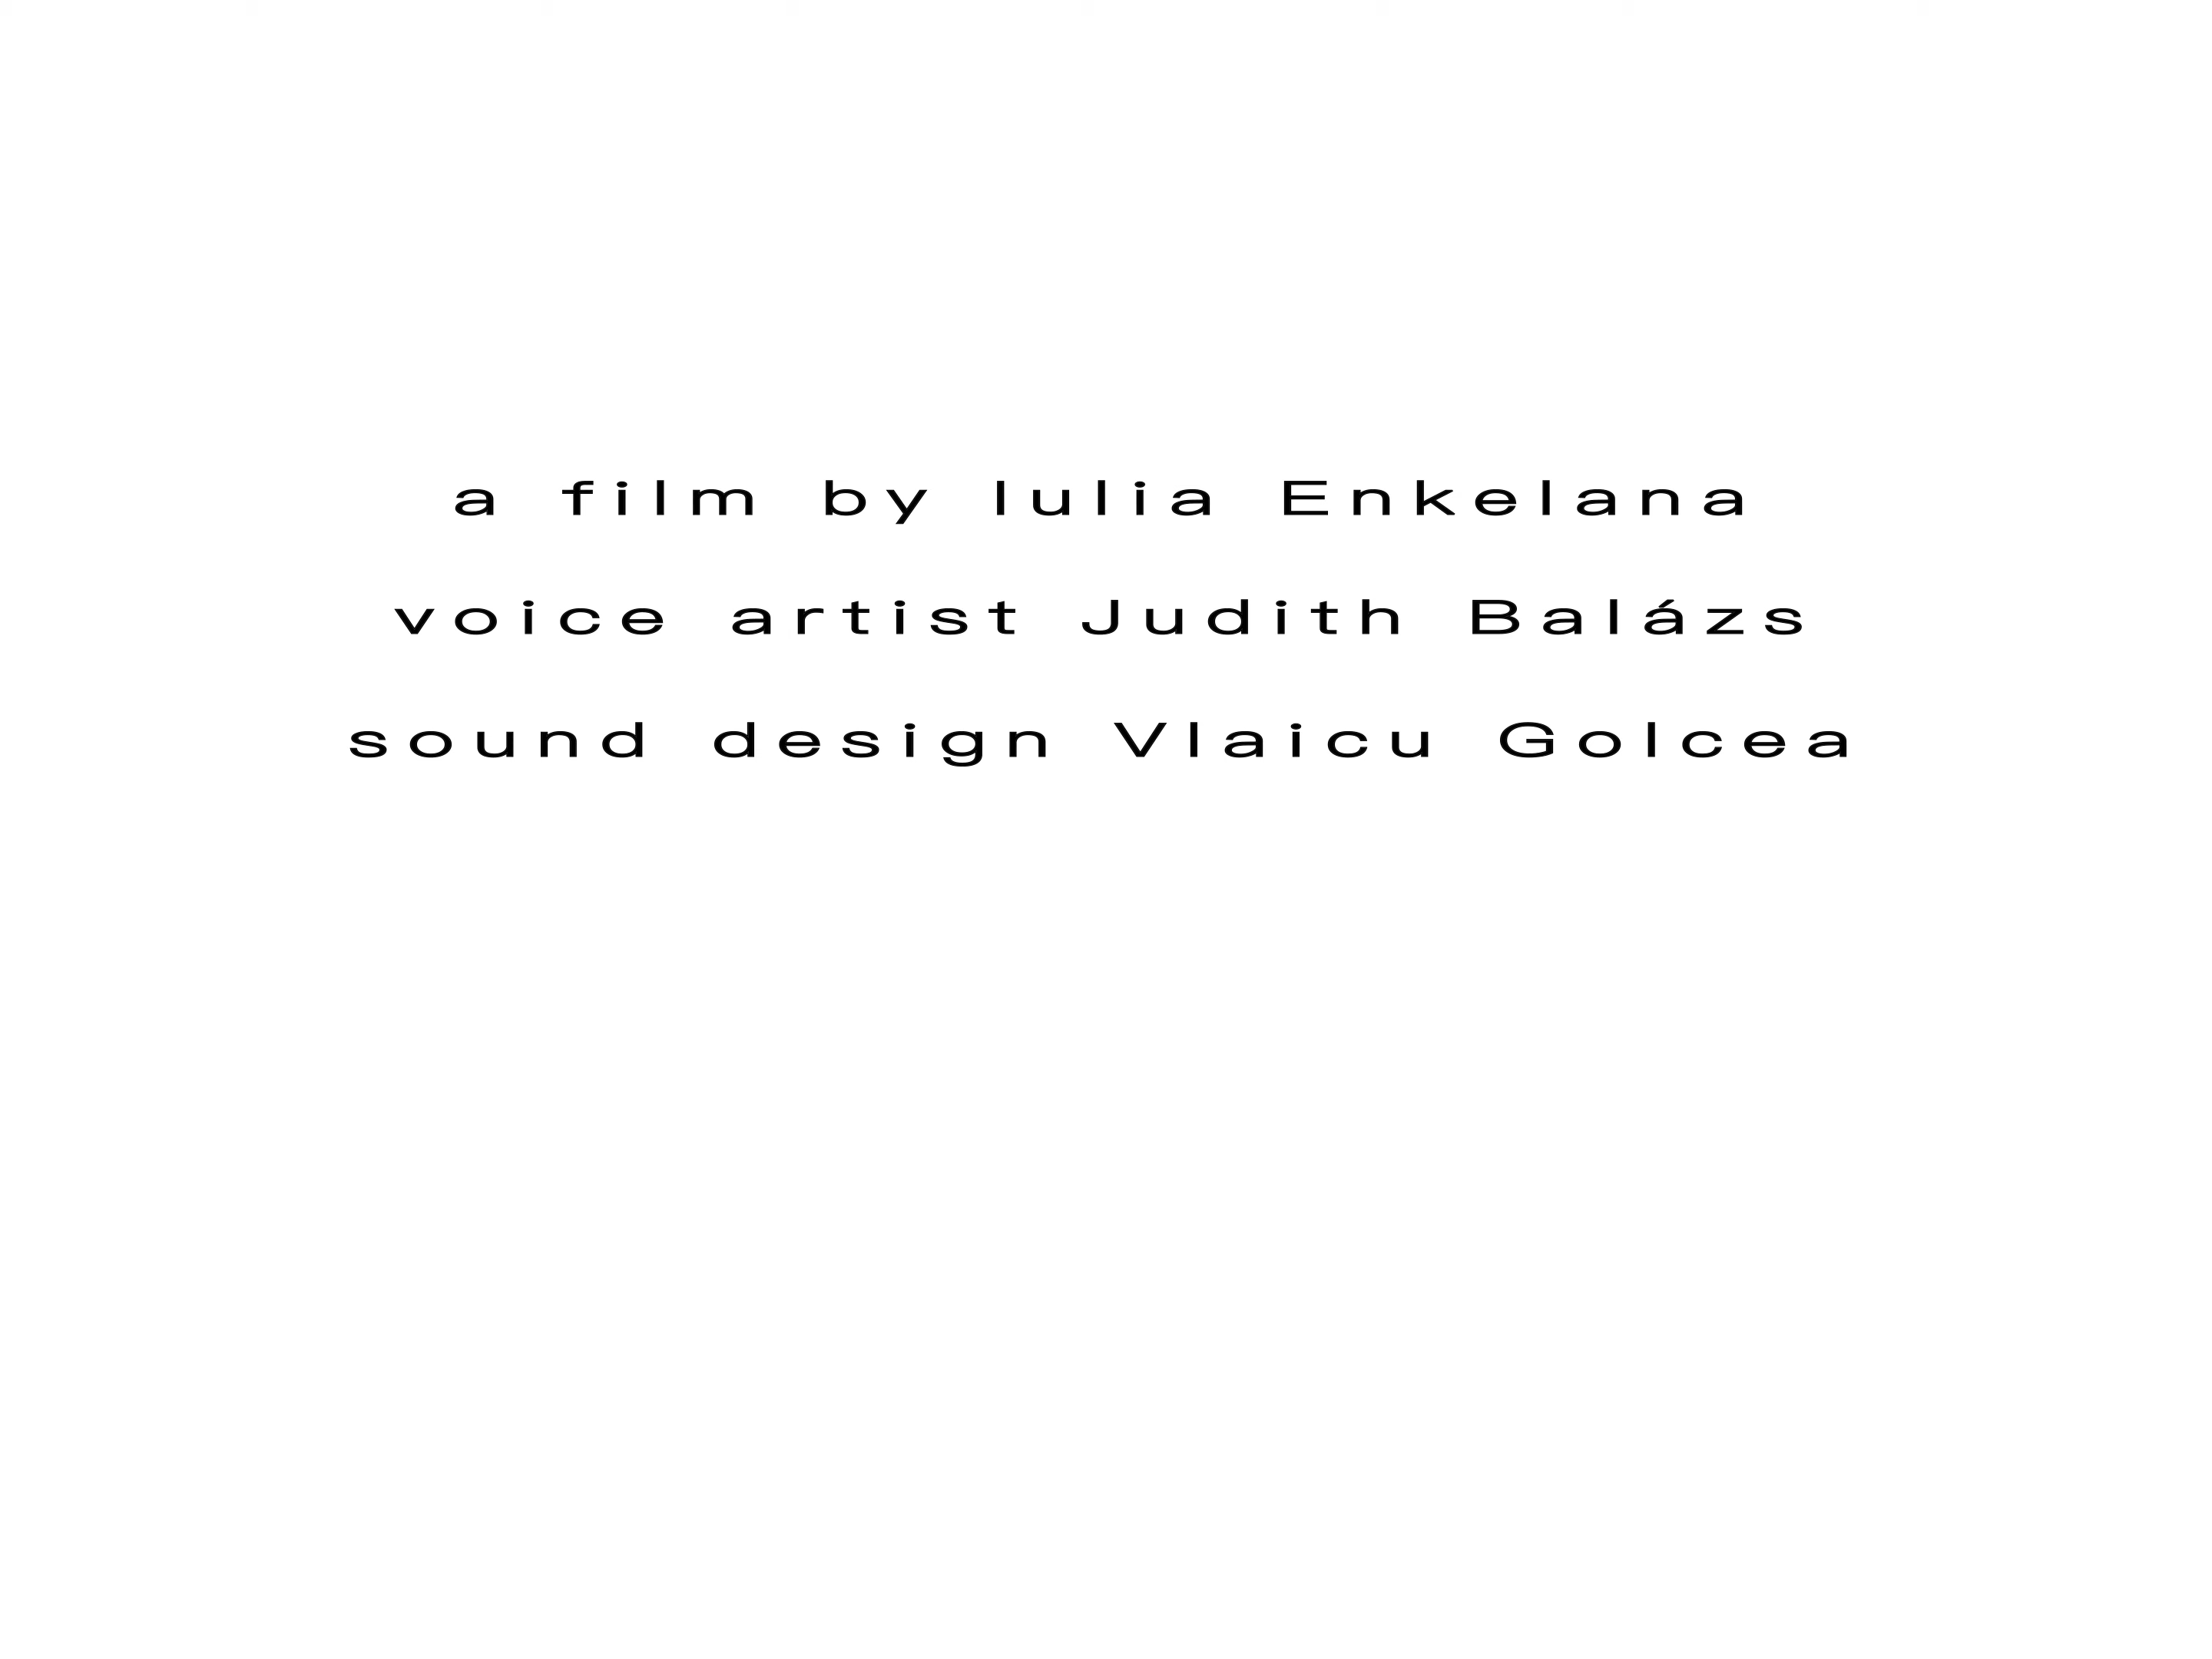 a film by Iulia Enkelana
voice artist Judith Balázs
sound design Vlaicu Golcea